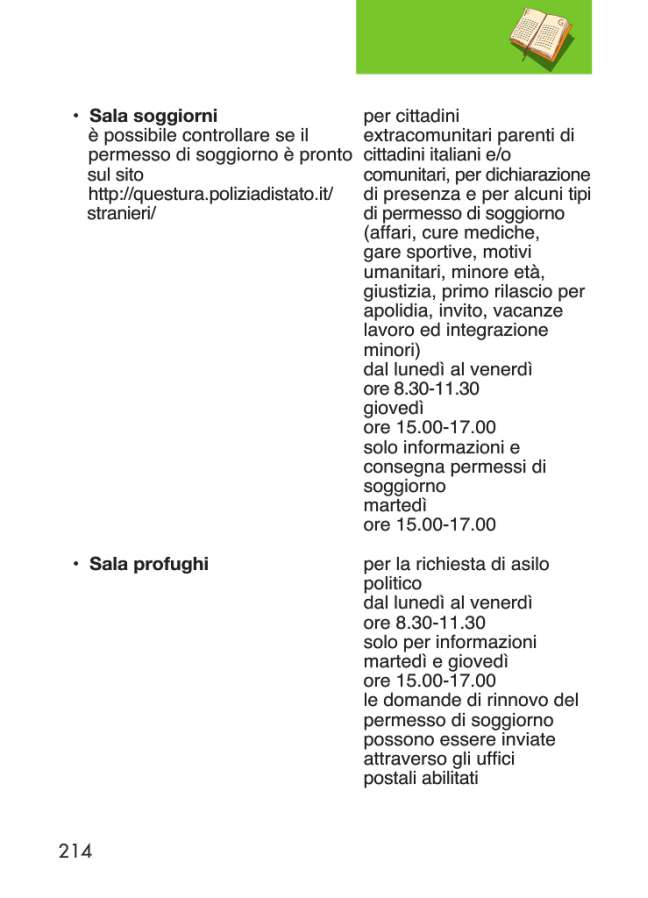 • Sala soggiorni
è possibile controllare se il
permesso di soggiorno è pronto
sul sito
http://questura.poliziadistato.it/
stranieri/
per cittadini
extracomunitari parenti di
cittadini italiani e/o
comunitari, per dichiarazione
di presenza e per alcuni tipi
di permesso di soggiorno
(affari, cure mediche,
gare sportive, motivi
umanitari, minore età,
giustizia, primo rilascio per
apolidia, invito, vacanze
lavoro ed integrazione
minori)
dal lunedì al venerdì
ore 8.30-11.30
giovedì
ore 15.00-17.00
solo informazioni e
consegna permessi di
soggiorno
martedì
ore 15.00-17.00
• Sala profughi
per la richiesta di asilo
politico
dal lunedì al venerdì
ore 8.30-11.30
solo per informazioni
martedì e giovedì
ore 15.00-17.00
le domande di rinnovo del
permesso di soggiorno
possono essere inviate
attraverso gli uffici
postali abilitati
214